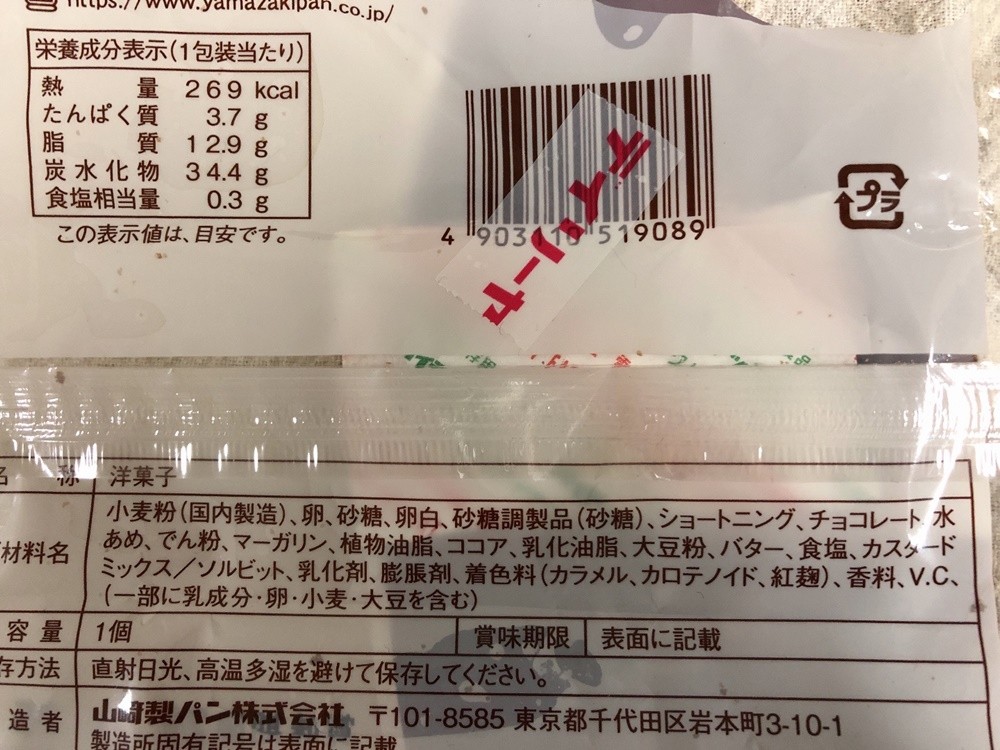 https://www.yamazakipan.co.jp/
栄養成分表示(1包装当たり)
熱量 269 kcal
たんぱく質 3.7 g
脂質 12.9 g
炭水化物 34.4 g
食塩相当量 0.3 g
この表示値は、目安です。
4 903110 519089
デイリーヤ
プラ
名称 洋菓子
小麦粉(国内製造)、卵、砂糖、卵白、砂糖調製品(砂糖)、ショートニング、チョコレート、水
材料名 あめ、でん粉、マーガリン、植物油脂、ココア、乳化油脂、大豆粉、バター、食塩、カスタード
ミックス/ソルビット、乳化剤、膨脹剤、着色料(カラメル、カロテノイド、紅麹)、香料、V.C、
(一部に乳成分・卵・小麦・大豆を含む)
容量 1個 賞味期限 表面に記載
存方法 直射日光、高温多湿を避けて保存してください。
造者 山崎製パン株式会社 〒101-8585 東京都千代田区岩本町3-10-1
製造所固有記号は表面に記載